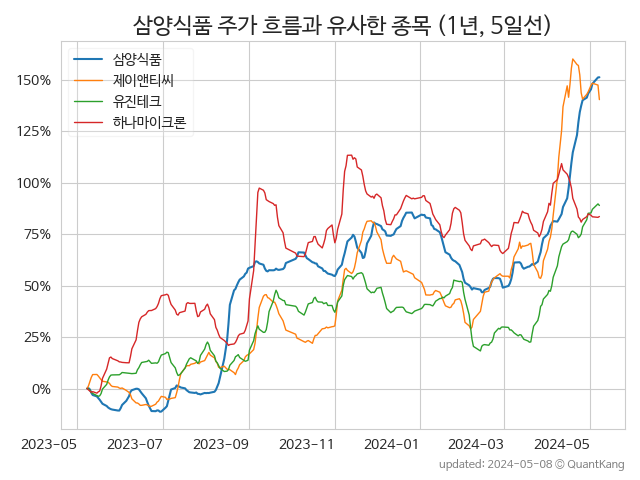 삼양식품 주가 흐름과 유사한 종목 (1년, 5일선)
삼양식품
제이앤티씨
유진테크
하나마이크론
150%
125%
100%
75%
50%
25%
0%
2023-05 2023-07 2023-09 2023-11 2024-01 2024-03 2024-05
updated: 2024-05-08 ⓒ QuantKang